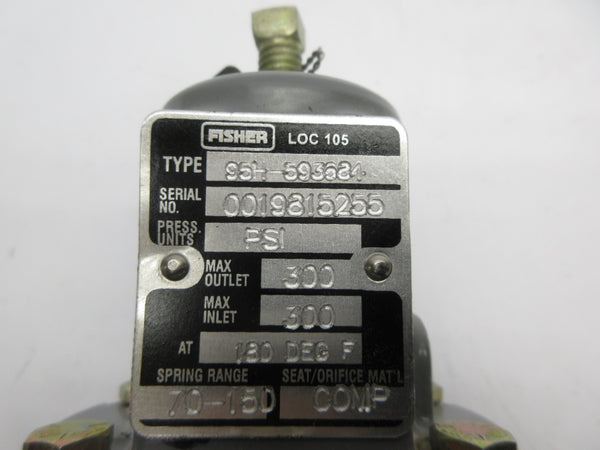 FISHER LOC 105
TYPE 95H-593684
SERIAL NO. 0019815255
PRESS. UNITS PSI
MAX OUTLET 300
MAX INLET 300
AT 180 DEG F
SPRING RANGE SEAT/ORIFICE MAT'L
70-150 COMP